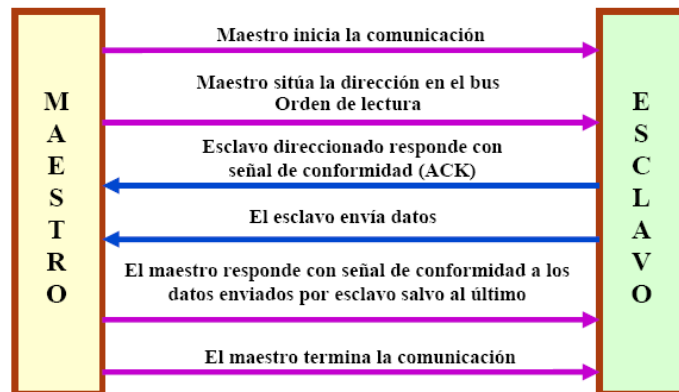 MAESTRO
Maestro inicia la comunicación
Maestro sitúa la dirección en el bus
Orden de lectura
Esclavo direccionado responde con
señal de conformidad (ACK)
El esclavo envía datos
El maestro responde con señal de conformidad a los
datos enviados por esclavo salvo al último
El maestro termina la comunicación
ESCLAVO